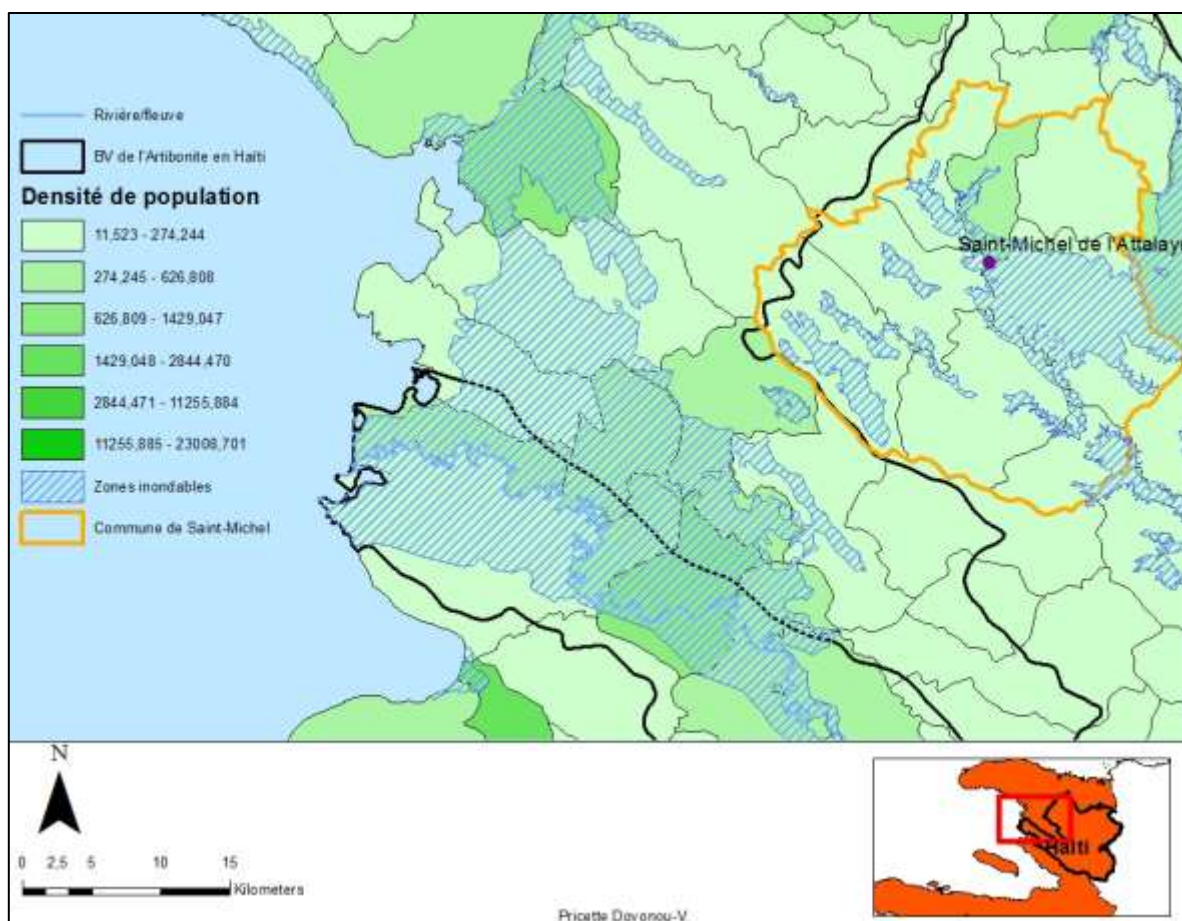 Rivière/fleuve
BV de l'Artibonite en Haïti
Densité de population
11,523 - 274,244
274,245 - 626,808
626,809 - 1429,047
1429,048 - 2844,470
2844,471 - 11255,884
11255,885 - 23008,701
Zones inondables
Commune de Saint-Michel
Saint-Michel de l'Attalaye
N
0 2,5 5 10 15
Kilometers
Haïti
Pricette Dovonou-V.